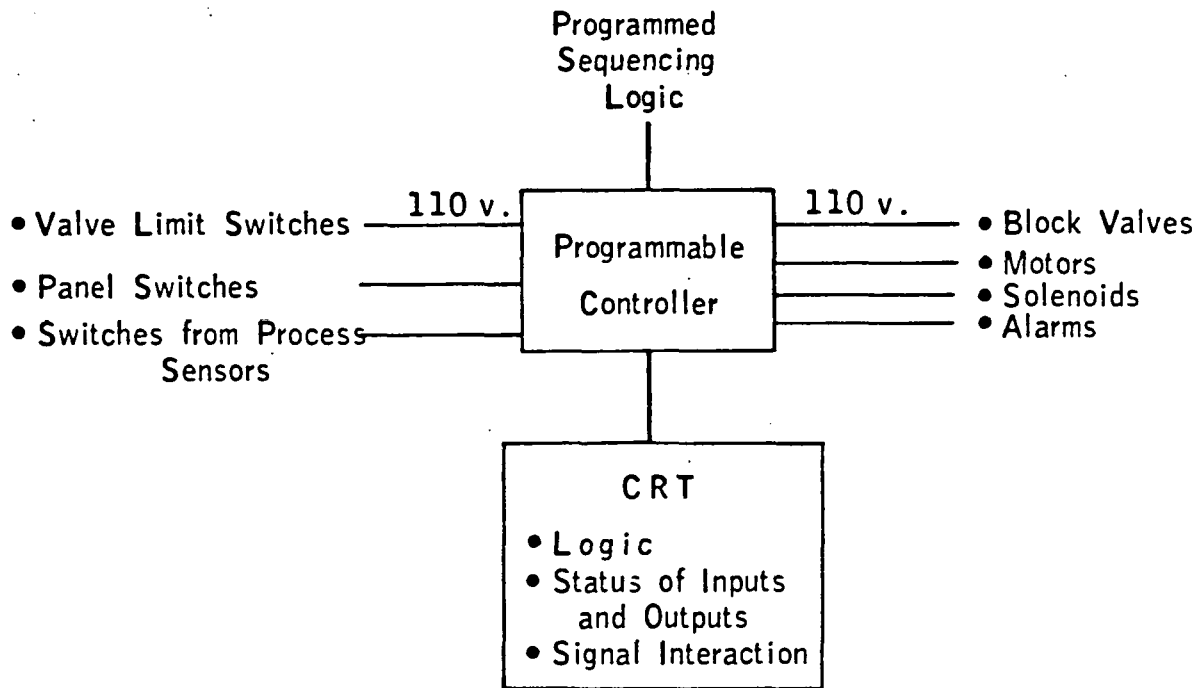 Programmed
Sequencing
Logic
110 v.
110 v.
• Valve Limit Switches
• Panel Switches
• Switches from Process
Sensors
Programmable
Controller
• Block Valves
• Motors
• Solenoids
• Alarms
CRT
• Logic
• Status of Inputs
and Outputs
• Signal Interaction